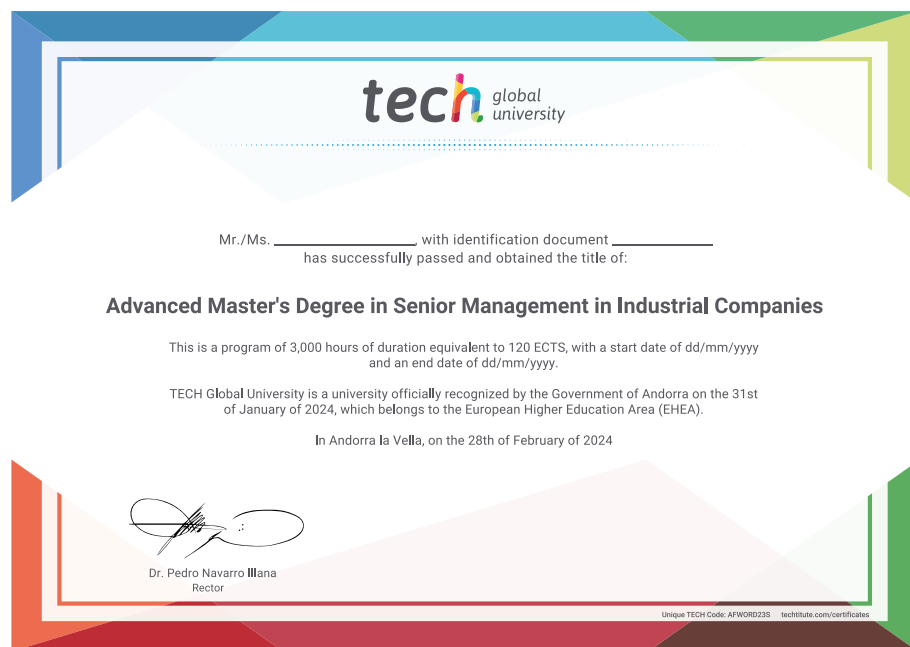 tech global university
Mr./Ms. ____________, with identification document ____________
has successfully passed and obtained the title of:
Advanced Master's Degree in Senior Management in Industrial Companies
This is a program of 3,000 hours of duration equivalent to 120 ECTS, with a start date of dd/mm/yyyy
and an end date of dd/mm/yyyy.
TECH Global University is a university officially recognized by the Government of Andorra on the 31st
of January of 2024, which belongs to the European Higher Education Area (EHEA).
In Andorra la Vella, on the 28th of February of 2024
Dr. Pedro Navarro Illana
Rector
Unique TECH Code: AFWORD23S techtitute.com/certificates